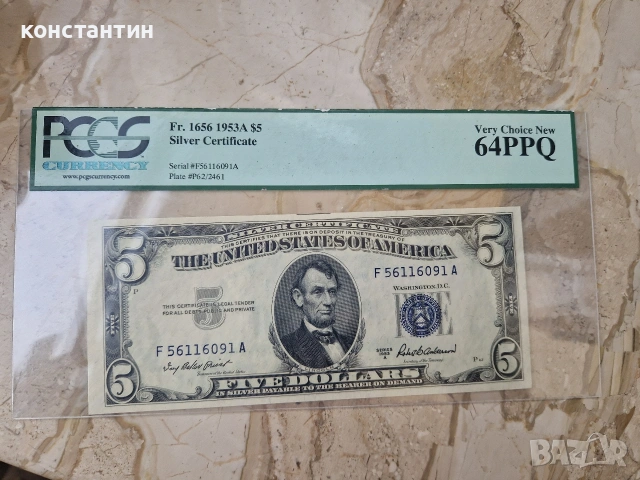 КОНСТАНТИН
PCGS
CURRENCY
www.pcgscurrency.com
Fr. 1656 1953A $5
Silver Certificate
Serial #F56116091A
Plate #P62/2461
Very Choice New
64PPQ
SILVER CERTIFICATE
THIS CERTIFIES THAT THERE IS ON DEPOSIT IN THE TREASURY OF
THE UNITED STATES OF AMERICA
5
5
P
F 56116091 A
WASHINGTON, D.C.
THIS CERTIFICATE IS LEGAL TENDER
FOR ALL DEBTS PUBLIC AND PRIVATE
5
F 56116091 A
SERIES
1953
A
5
FIVE DOLLARS
5
IN SILVER PAYABLE TO THE BEARER ON DEMAND
BAZAR